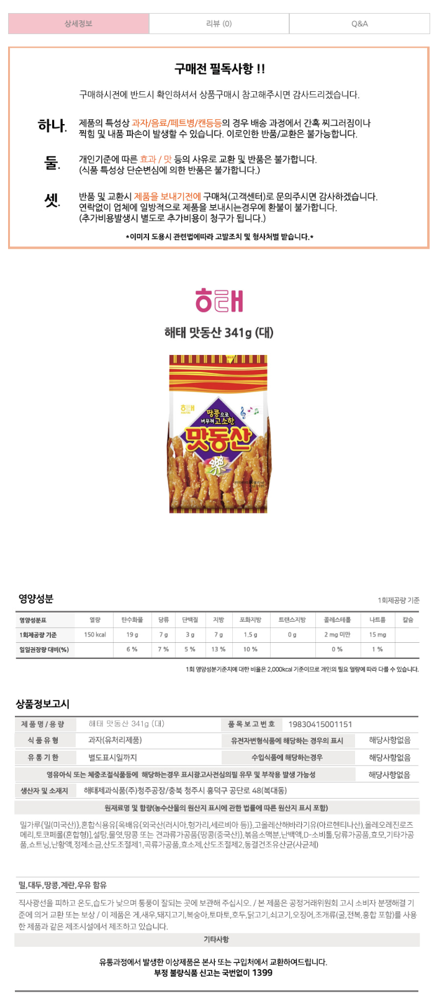 상세정보
리뷰 (0)
Q&A
구매전 필독사항 !!
구매하시전에 반드시 확인하셔서 상품구매시 참고해주시면 감사드리겠습니다.
하나.
제품의 특성상 과자/음료/페트병/캔등등의 경우 배송 과정에서 간혹 찌그러짐이나
찍힘 및 내품 파손이 발생할 수 있습니다. 이로인한 반품/교환은 불가능합니다.
둘.
개인기준에 따른 효과 / 맛 등의 사유로 교환 및 반품은 불가합니다.
(식품 특성상 단순변심에 의한 반품은 불가합니다.)
셋.
반품 및 교환시 제품을 보내기전에 구매처(고객센터)로 문의주시면 감사하겠습니다.
연락없이 업체에 일방적으로 제품을 보내시는경우에 환불이 불가합니다.
(추가비용발생시 별도로 추가비용이 청구가 됩니다.)
*이미지 도용시 관련법에따라 고발조치 및 형사처벌 받습니다.*
해태
해태 맛동산 341g (대)
해태
땅콩으로
버무려 고소한
맛동산
樂
영양성분
1회제공량 기준
영양성분표 열량 탄수화물 당류 단백질 지방 포화지방 트랜스지방 콜레스테롤 나트륨 칼슘
1회제공량 기준 150 kcal 19 g 7 g 3 g 7 g 1.5 g 0 g 2 mg 미만 15 mg
일일권장량 대비(%) 6 % 7 % 5 % 13 % 10 % 0 % 1 %
1회 영양성분기준치에 대한 비율은 2,000kcal 기준이므로 개인의 필요 열량에 따라 다를 수 있습니다.
상품정보고시
제 품 명 / 용 량 해태 맛동산 341g (대) 품 목 보 고 번 호 19830415001151
식 품 유 형 과자(유처리제품) 유전자변형식품에 해당하는 경우의 표시 해당사항없음
유 통 기 한 별도표시일까지 수입식품에 해당하는경우 해당사항없음
영유아식 또는 체중조절식품등에 해당하는경우 표시광고사전심의필 유무 및 부작용 발생 가능성 해당사항없음
생산자 및 소재지 해태제과식품(주)청주공장/충북 청주시 흥덕구 공단로 48(복대동)
원재료명 및 함량(농수산물의 원산지 표시에 관한 법률에 따른 원산지 표시 포함)
밀가루{밀(미국산)},혼합식용유[옥배유{외국산(러시아,헝가리,세르비아 등)},고올레산해바라기유(아르헨티나산),올레오레진로즈
메리,토코페롤(혼합형)],설탕,물엿,땅콩 또는 견과류가공품{땅콩(중국산)},볶음소맥분,난백액,D-소비톨,당류가공품,효모,기타가공
품,쇼트닝,난황액,정제소금,산도조절제1,곡류가공품,효소제,산도조절제2,동결건조유산균(사균체)
밀,대두,땅콩,계란,우유 함유
직사광선을 피하고 온도,습도가 낮으며 통풍이 잘되는 곳에 보관해 주십시오. / 본 제품은 공정거래위원회 고시 소비자 분쟁해결 기
준에 의거 교환 또는 보상 / 이 제품은 게,새우,돼지고기,복숭아,토마토,호두,닭고기,쇠고기,오징어,조개류(굴,전복,홍합 포함)를 사용
한 제품과 같은 제조시설에서 제조하고 있습니다.
기타사항
유통과정에서 발생한 이상제품은 본사 또는 구입처에서 교환하여드립니다.
부정 불량식품 신고는 국번없이 1399